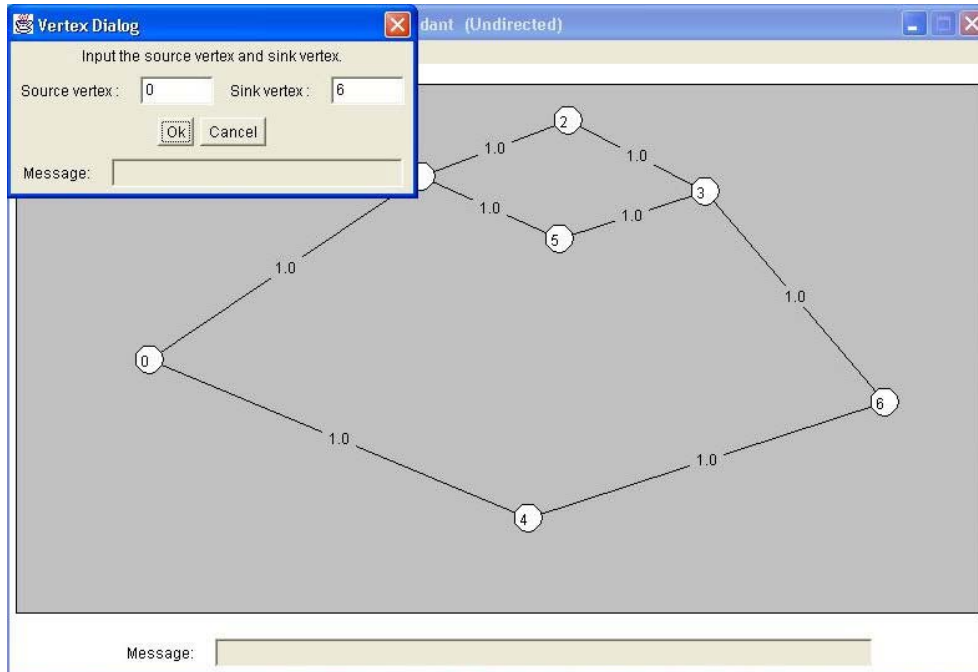 Vertex Dialog
dant (Undirected)
Input the source vertex and sink vertex.
Source vertex : 0 Sink vertex : 6
Ok Cancel
Message:
2
1.0
1.0
3
1.0
1.0
5
1.0
1.0
0
6
1.0
1.0
4
Message: